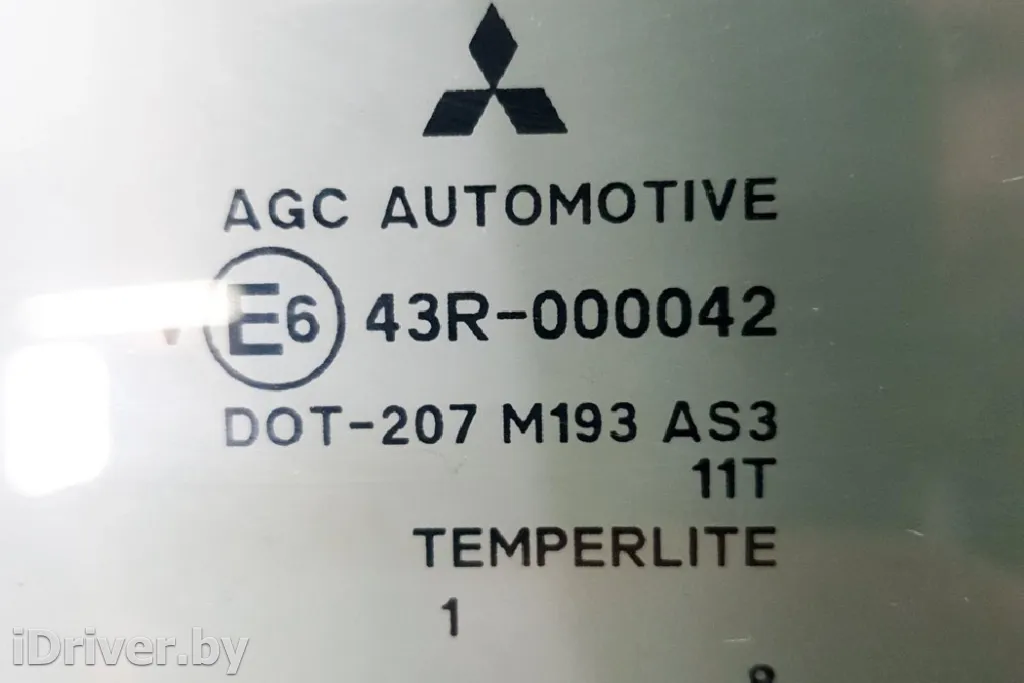 AGC AUTOMOTIVE
E6 43R-000042
DOT-207 M193 AS3
11T
TEMPERLITE
1
iDriver.by